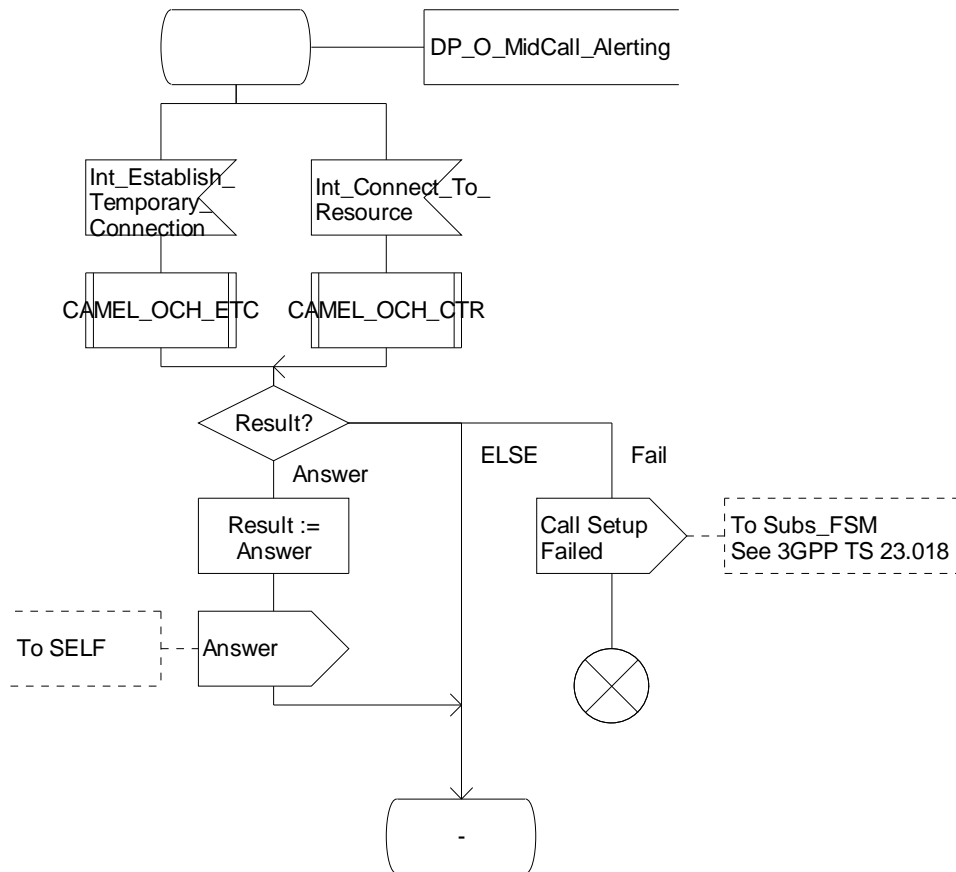 DP_O_MidCall_Alerting
Int_Establish_
Temporary_
Connection
Int_Connect_To_
Resource
CAMEL_OCH_ETC
CAMEL_OCH_CTR
Result?
ELSE
Fail
Answer
Result :=
Answer
Call Setup
Failed
To Subs_FSM
See 3GPP TS 23.018
To SELF
Answer
-